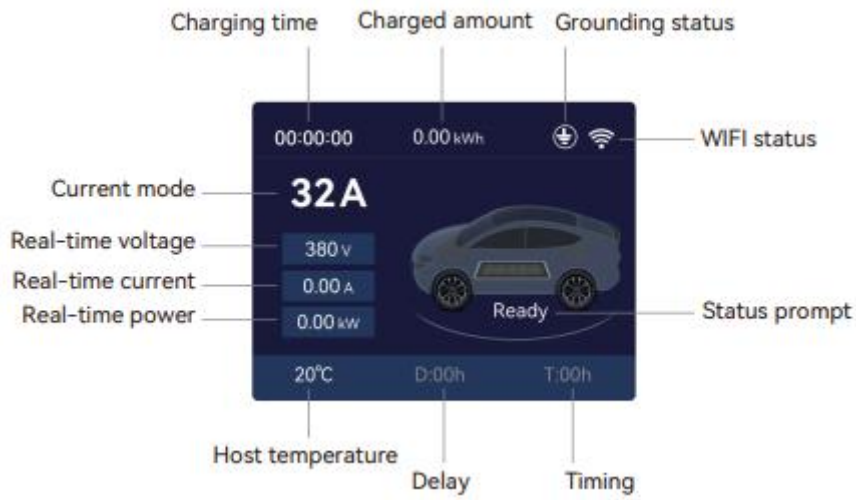 Charging time
Charged amount
Grounding status
00:00:00
0.00 kWh
WIFI status
Current mode
32A
Real-time voltage
380 V
Real-time current
0.00 A
Real-time power
0.00 kW
Ready
Status prompt
20℃
D:00h
T:00h
Host temperature
Delay
Timing